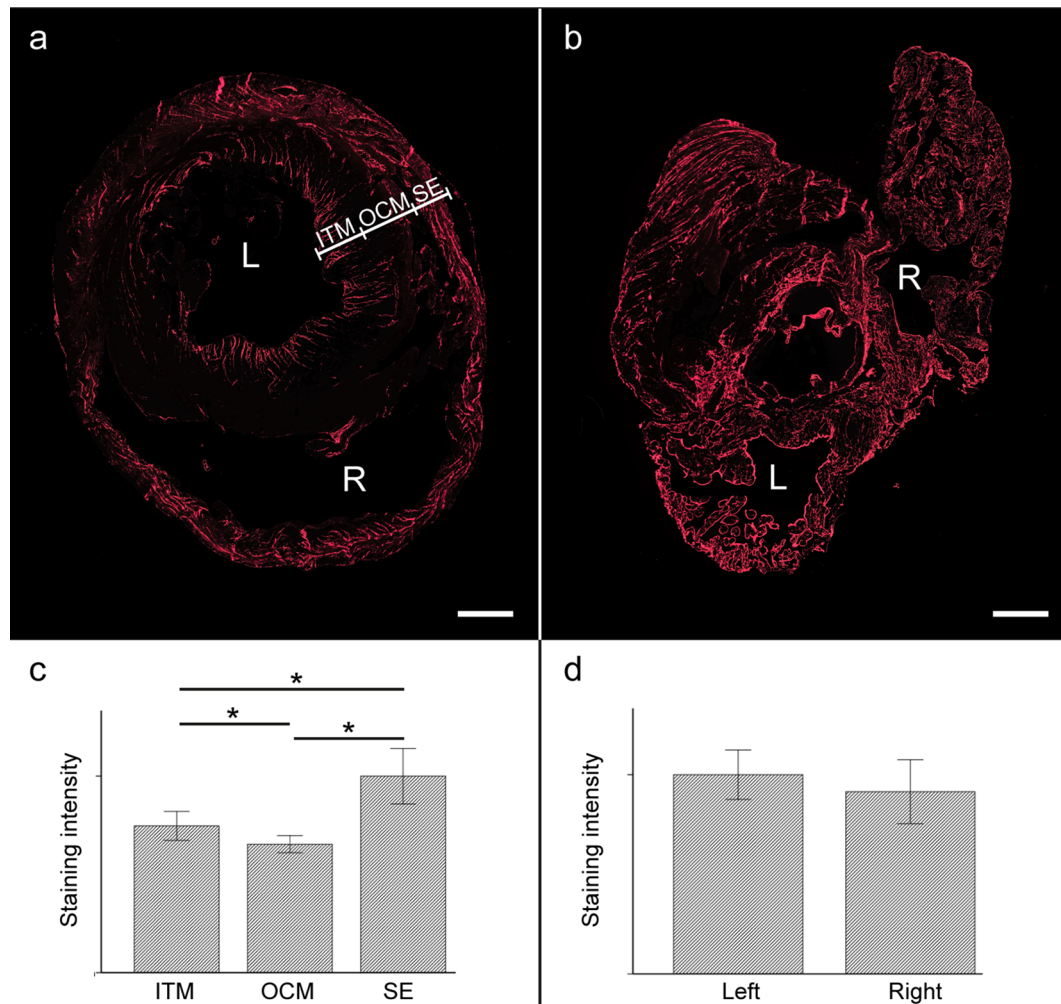 a
ITM OCM SE
L
R
b
R
L
c
*
*
*
Staining intensity
ITM OCM SE
d
Staining intensity
Left Right